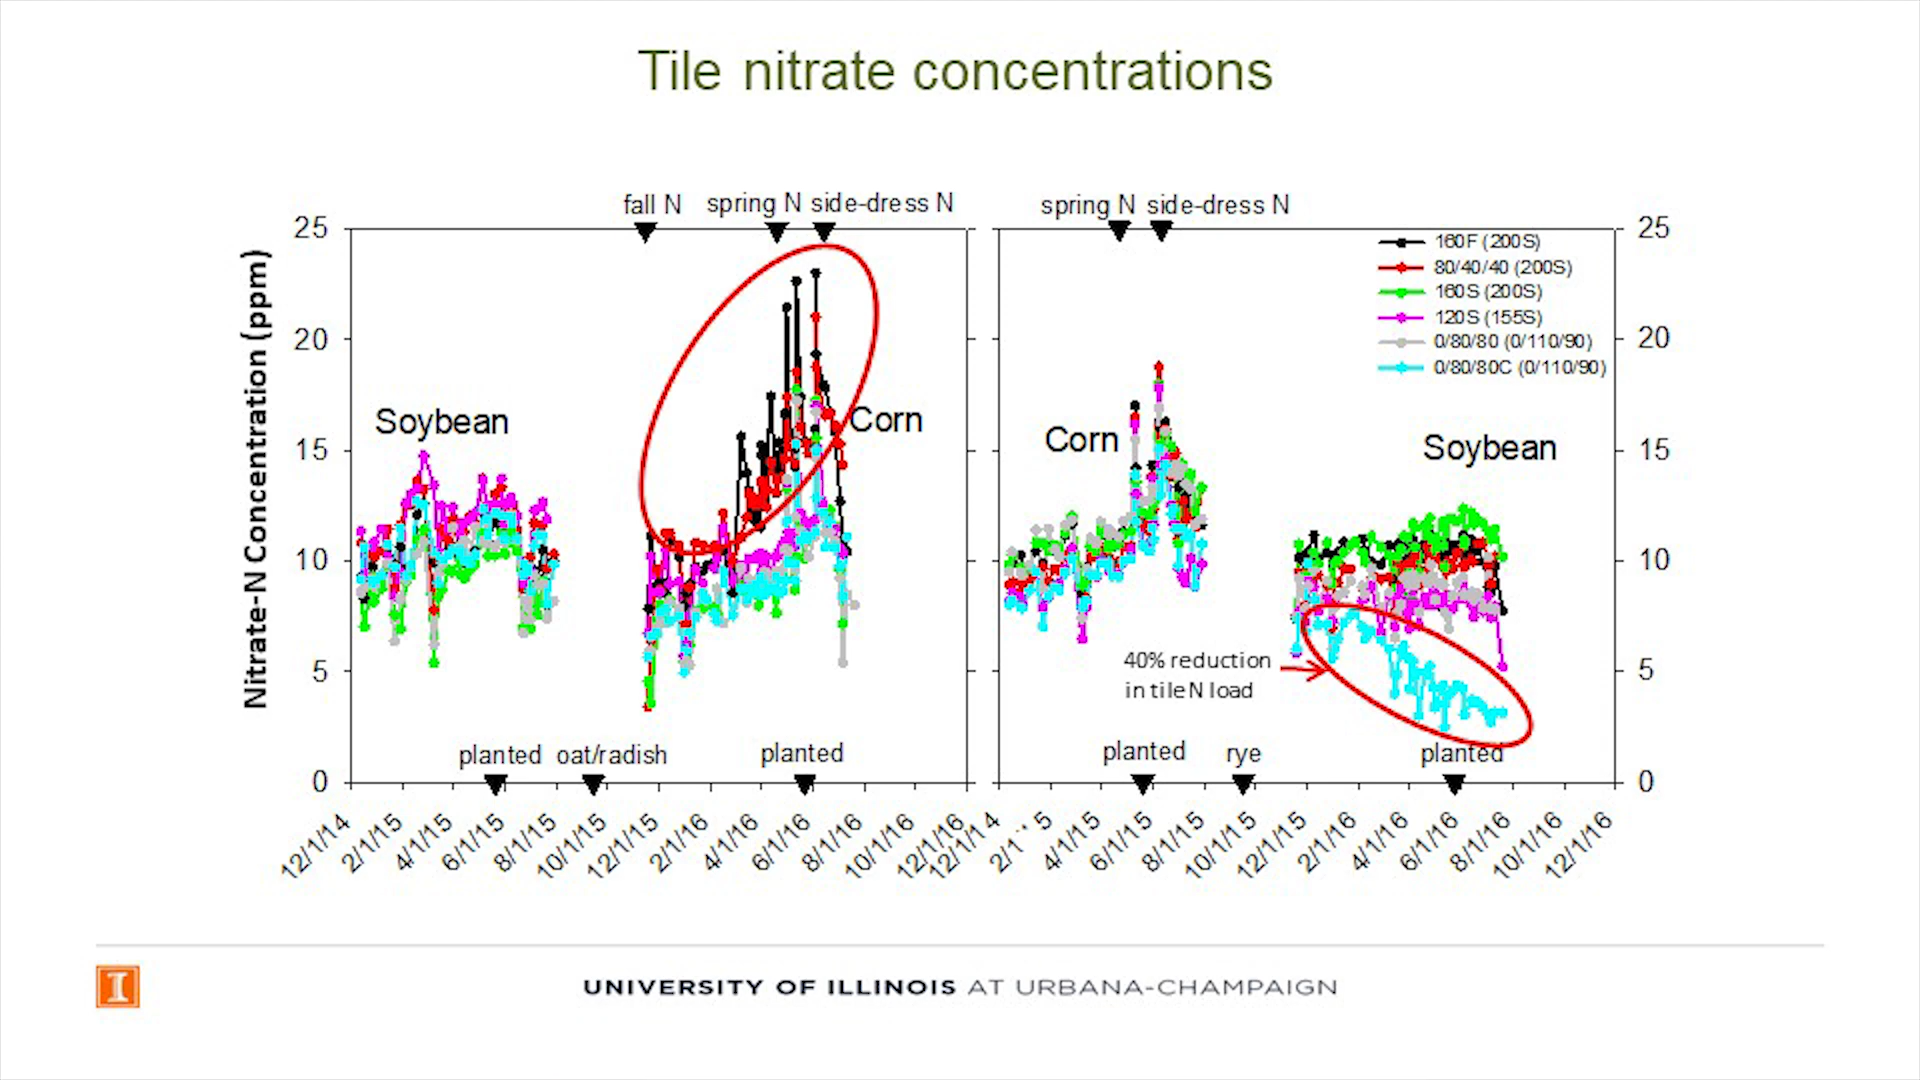 Tile nitrate concentrations
fall N spring N side-dress N
spring N side-dress N
25
20
15
10
5
0
Nitrate-N Concentration (ppm)
Soybean
Corn
planted oat/radish planted
12/1/14 2/1/15 4/1/15 6/1/15 8/1/15 10/1/15 12/1/15 2/1/16 4/1/16 6/1/16 8/1/16 10/1/16 12/1/16
160F (200S)
80/40/40 (200S)
160S (200S)
120S (155S)
0/80/80 (0/110/90)
0/80/80C (0/110/90)
Corn
Soybean
40% reduction
in tile N load
planted rye planted
25
20
15
10
5
0
12/1/14 4/1/15 6/1/15 8/1/15 10/1/15 12/1/15 2/1/16 4/1/16 6/1/16 8/1/16 10/1/16 12/1/16
I
UNIVERSITY OF ILLINOIS AT URBANA-CHAMPAIGN